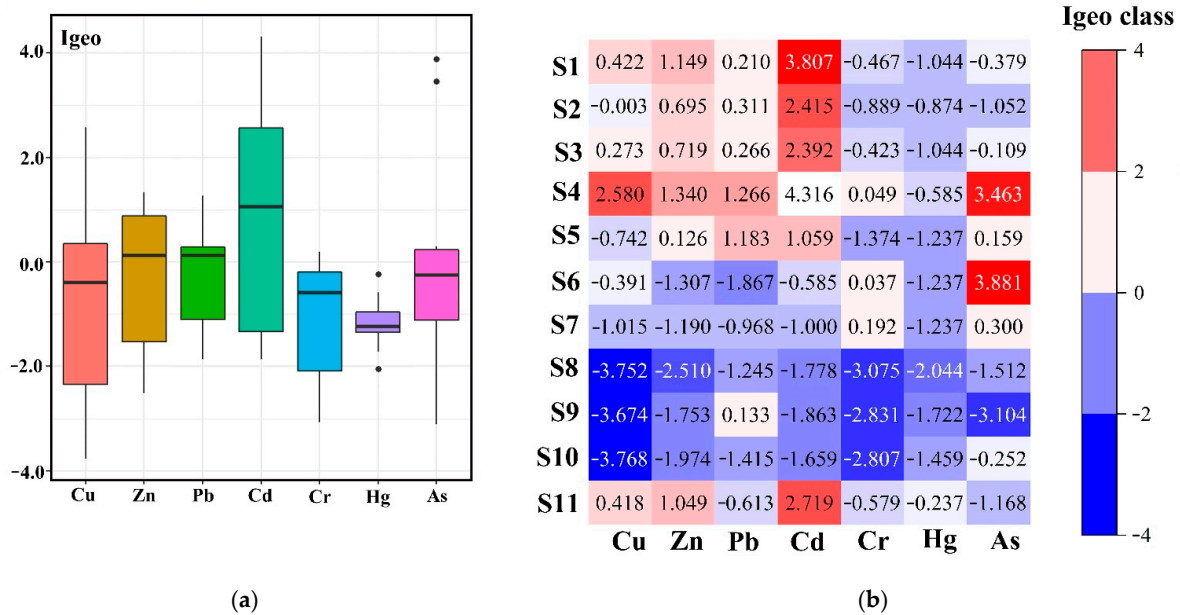 Igeo
4.0
2.0
0.0
−2.0
−4.0
Cu Zn Pb Cd Cr Hg As
(a)
Igeo class
S1 0.422 1.149 0.210 3.807 −0.467 −1.044 −0.379
S2 −0.003 0.695 0.311 2.415 −0.889 −0.874 −1.052
S3 0.273 0.719 0.266 2.392 −0.423 −1.044 −0.109
S4 2.580 1.340 1.266 4.316 0.049 −0.585 3.463
S5 −0.742 0.126 1.183 1.059 −1.374 −1.237 0.159
S6 −0.391 −1.307 −1.867 −0.585 0.037 −1.237 3.881
S7 −1.015 −1.190 −0.968 −1.000 0.192 −1.237 0.300
S8 −3.752 −2.510 −1.245 −1.778 −3.075 −2.044 −1.512
S9 −3.674 −1.753 0.133 −1.863 −2.831 −1.722 −3.104
S10 −3.768 −1.974 −1.415 −1.659 −2.807 −1.459 −0.252
S11 0.418 1.049 −0.613 2.719 −0.579 −0.237 −1.168
Cu Zn Pb Cd Cr Hg As
4
2
0
−2
−4
(b)